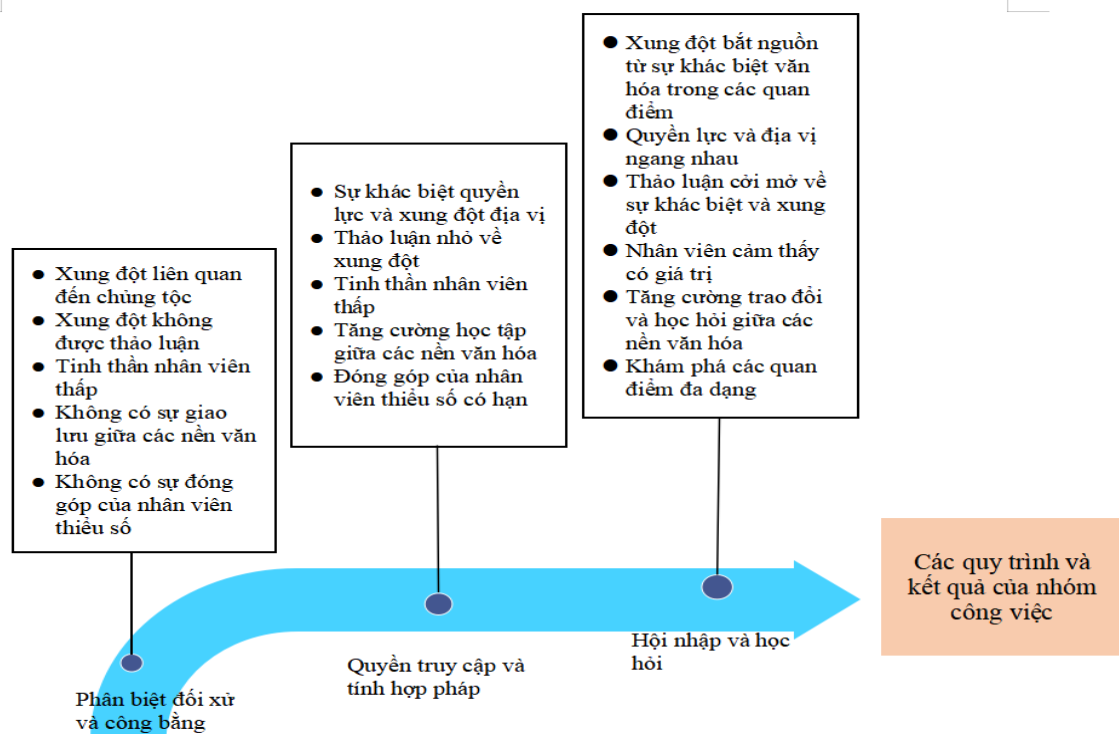 Xung đột liên quan
đến chủng tộc
Xung đột không
được thảo luận
Tinh thần nhân viên
thấp
Không có sự giao
lưu giữa các nền văn
hóa
Không có sự đóng
góp của nhân viên
thiểu số
Sự khác biệt quyền
lực và xung đột địa vị
Thảo luận nhỏ về
xung đột
Tinh thần nhân viên
thấp
Tăng cường học tập
giữa các nền văn hóa
Đóng góp của nhân
viên thiểu số có hạn
Xung đột bắt nguồn
từ sự khác biệt văn
hóa trong các quan
điểm
Quyền lực và địa vị
ngang nhau
Thảo luận cởi mở về
sự khác biệt và xung
đột
Nhân viên cảm thấy
có giá trị
Tăng cường trao đổi
và học hỏi giữa các
nền văn hóa
Khám phá các quan
điểm đa dạng
Phân biệt đối xử
và công bằng
Quyền truy cập và
tính hợp pháp
Hội nhập và học
hỏi
Các quy trình và
kết quả của nhóm
công việc